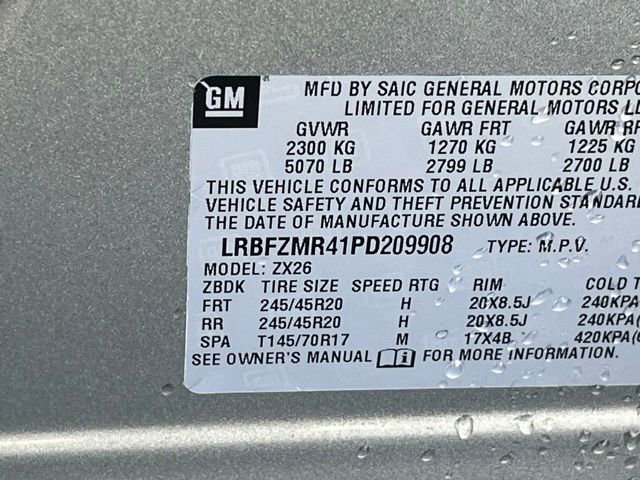 GM
MFD BY SAIC GENERAL MOTORS
LIMITED FOR GENERAL MOTORS
GVWR GAWR FRT GAWR
2300 KG 1270 KG 1225 KG
5070 LB 2799 LB 2700 LB
THIS VEHICLE CONFORMS TO ALL APPLICABLE U.S.
VEHICLE SAFETY AND THEFT PREVENTION
THE DATE OF MANUFACTURE SHOWN ABOVE.
LRBFZMR41PD209908 TYPE: M.P.V.
MODEL: ZX26
ZBDK TIRE SIZE SPEED RTG RIM COLD
FRT 245/45R20 H 20X8.5J 240KPA
RR 245/45R20 H 20X8.5J 240KPA(
SPA T145/70R17 M 17X4B 420KPA(
SEE OWNER'S MANUAL FOR MORE INFORMATION.